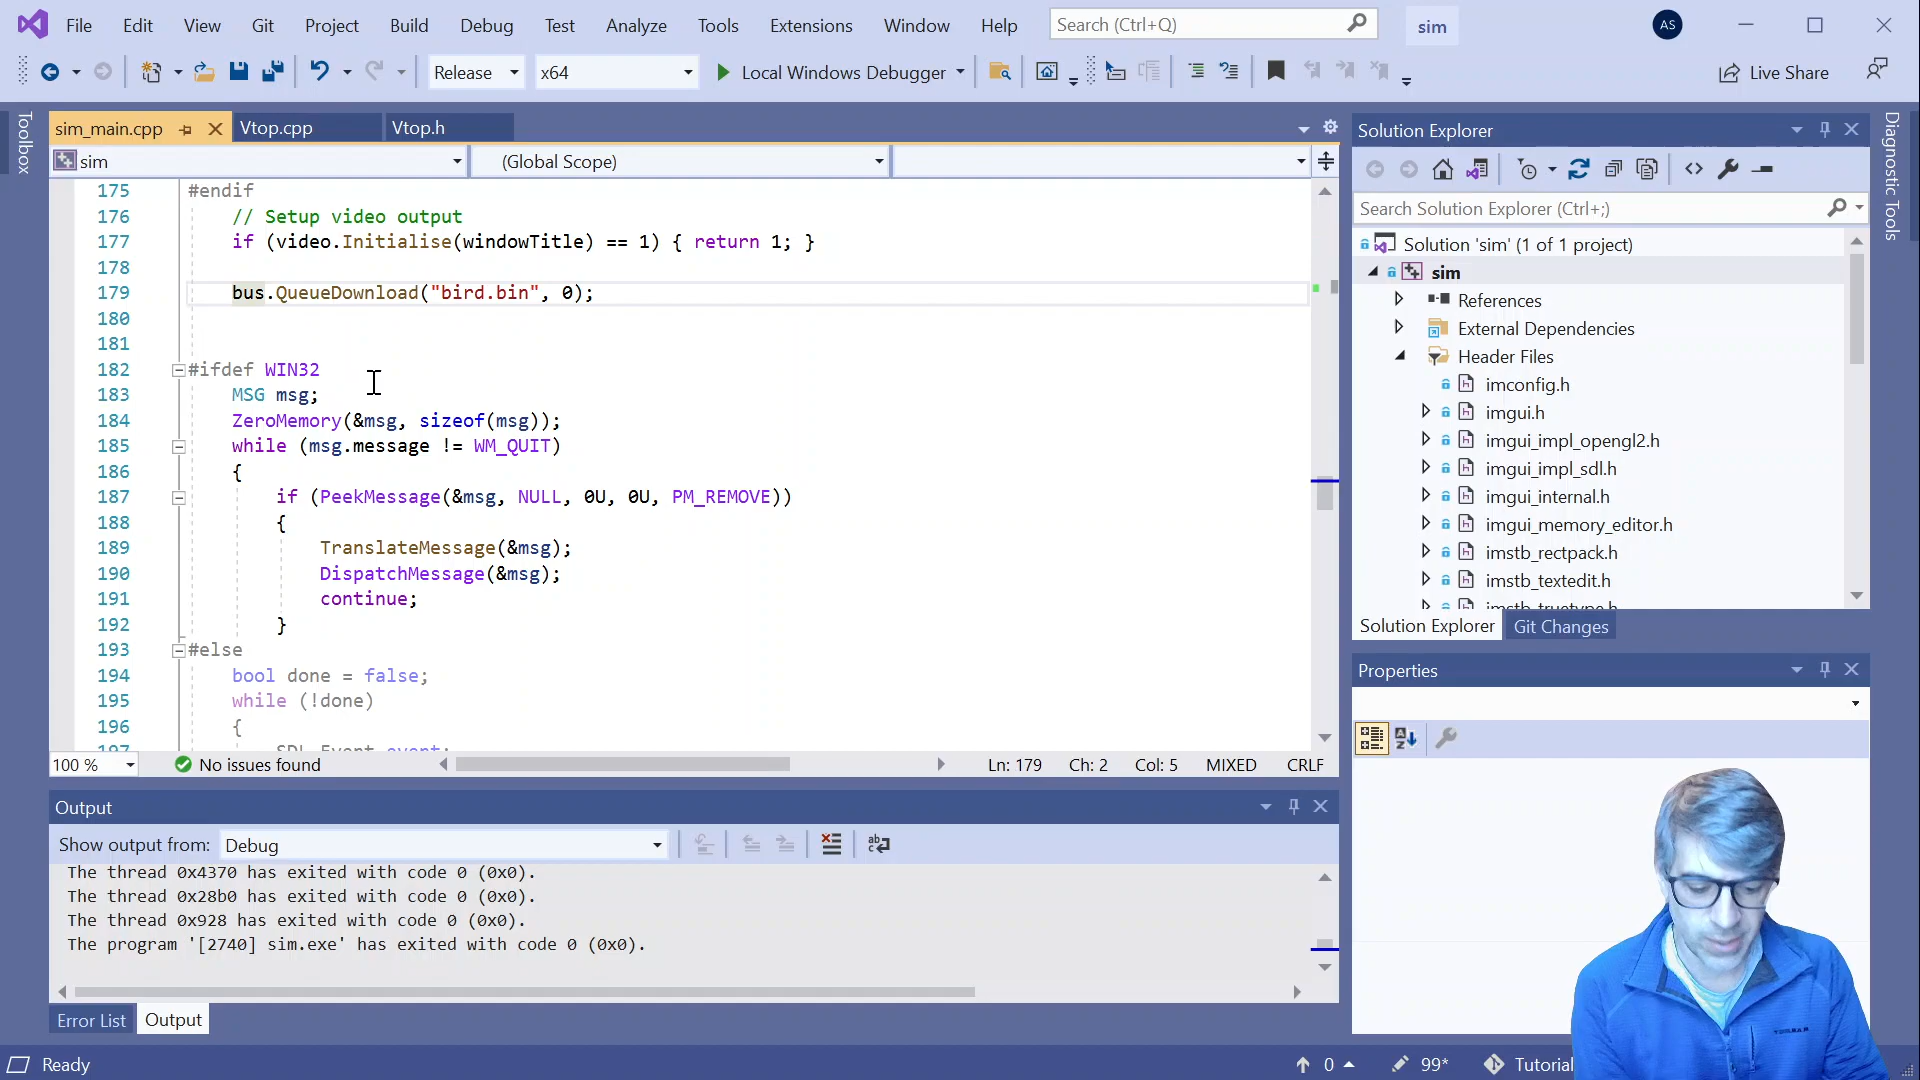 File Edit View Git Project Build Debug Test Analyze Tools Extensions Window Help Search (Ctrl+Q) sim AS
Release x64 Local Windows Debugger Live Share
Toolbox
sim_main.cpp Vtop.cpp Vtop.h
sim (Global Scope)
175 #endif
176 // Setup video output
177 if (video.Initialise(windowTitle) == 1) { return 1; }
178
179 bus.QueueDownload("bird.bin", 0);
180
181
182 #ifdef WIN32
183 MSG msg;
184 ZeroMemory(&msg, sizeof(msg));
185 while (msg.message != WM_QUIT)
186 {
187 if (PeekMessage(&msg, NULL, 0U, 0U, PM_REMOVE))
188 {
189 TranslateMessage(&msg);
190 DispatchMessage(&msg);
191 continue;
192 }
193 #else
194 bool done = false;
195 while (!done)
196 {
197 SDL_Event event;
100 % No issues found Ln: 179 Ch: 2 Col: 5 MIXED CRLF
Output
Show output from: Debug
The thread 0x4370 has exited with code 0 (0x0).
The thread 0x28b0 has exited with code 0 (0x0).
The thread 0x928 has exited with code 0 (0x0).
The program '[2740] sim.exe' has exited with code 0 (0x0).
Error List Output
Solution Explorer
Search Solution Explorer (Ctrl+;)
Solution 'sim' (1 of 1 project)
sim
References
External Dependencies
Header Files
imconfig.h
imgui.h
imgui_impl_opengl2.h
imgui_impl_sdl.h
imgui_internal.h
imgui_memory_editor.h
imstb_rectpack.h
imstb_textedit.h
imstb_truetype.h
Solution Explorer Git Changes
Properties
Diagnostic Tools
Ready 0 99* Tutorial